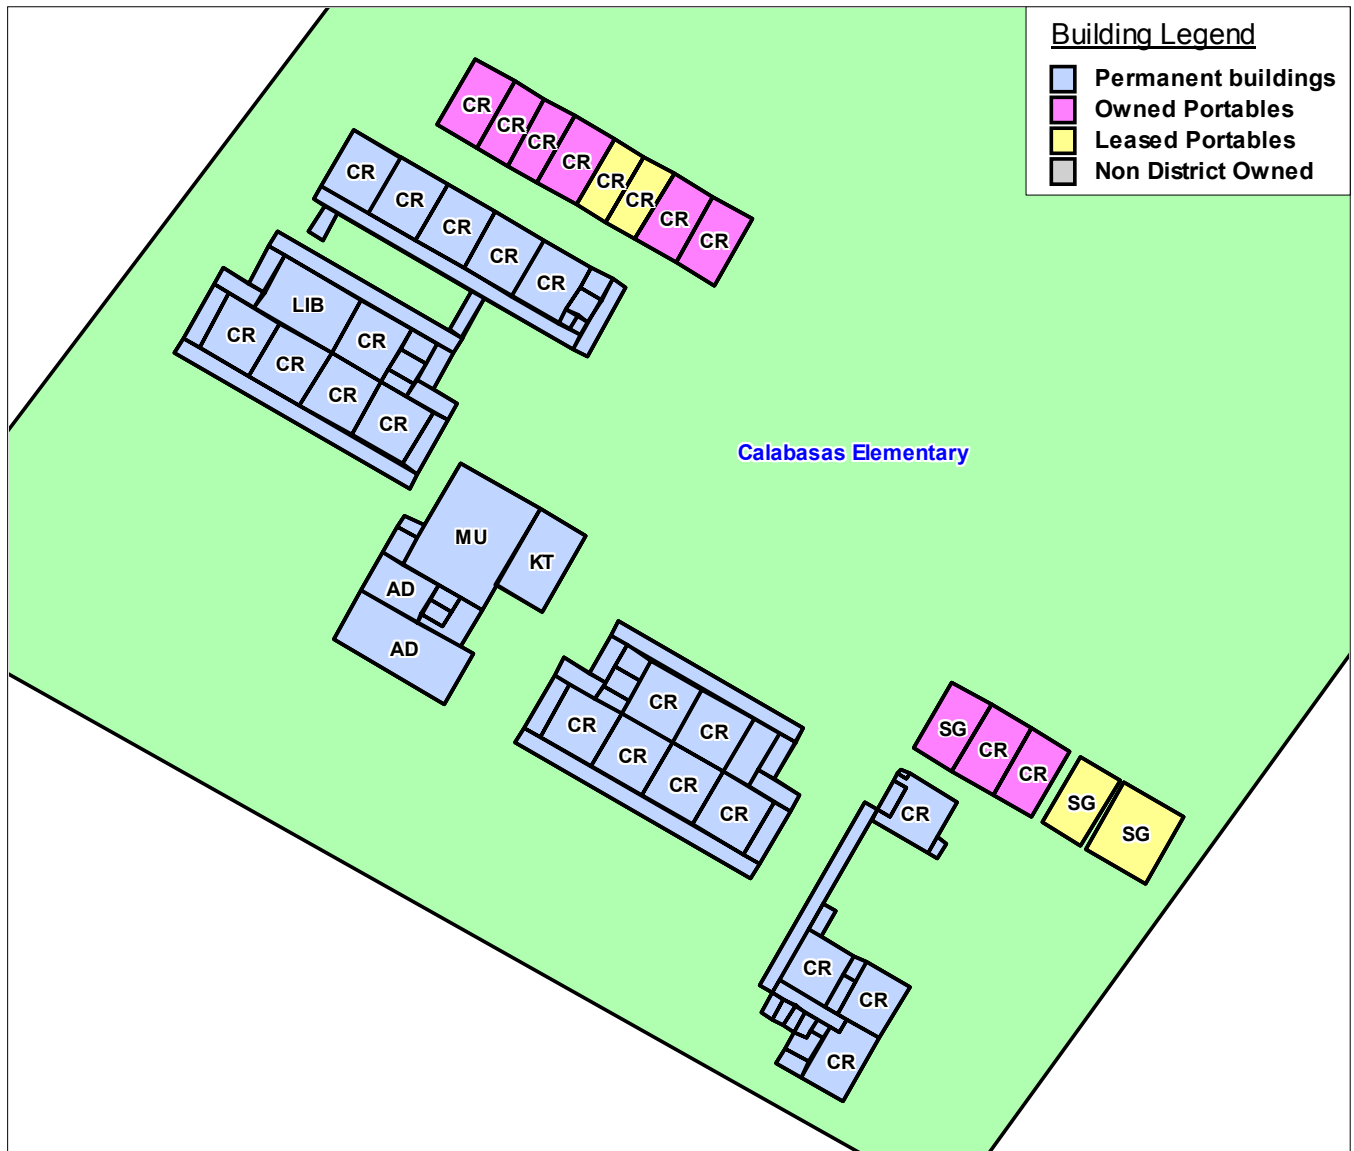 Building Legend
Permanent buildings
Owned Portables
Leased Portables
Non District Owned
CR
CR
CR
CR
CR
CR
CR
CR
CR
CR
CR
CR
CR
LIB
CR
CR
CR
CR
CR
Calabasas Elementary
MU
KT
AD
AD
CR
CR
CR
CR
CR
CR
SG
CR
CR
SG
SG
CR
CR
CR
CR